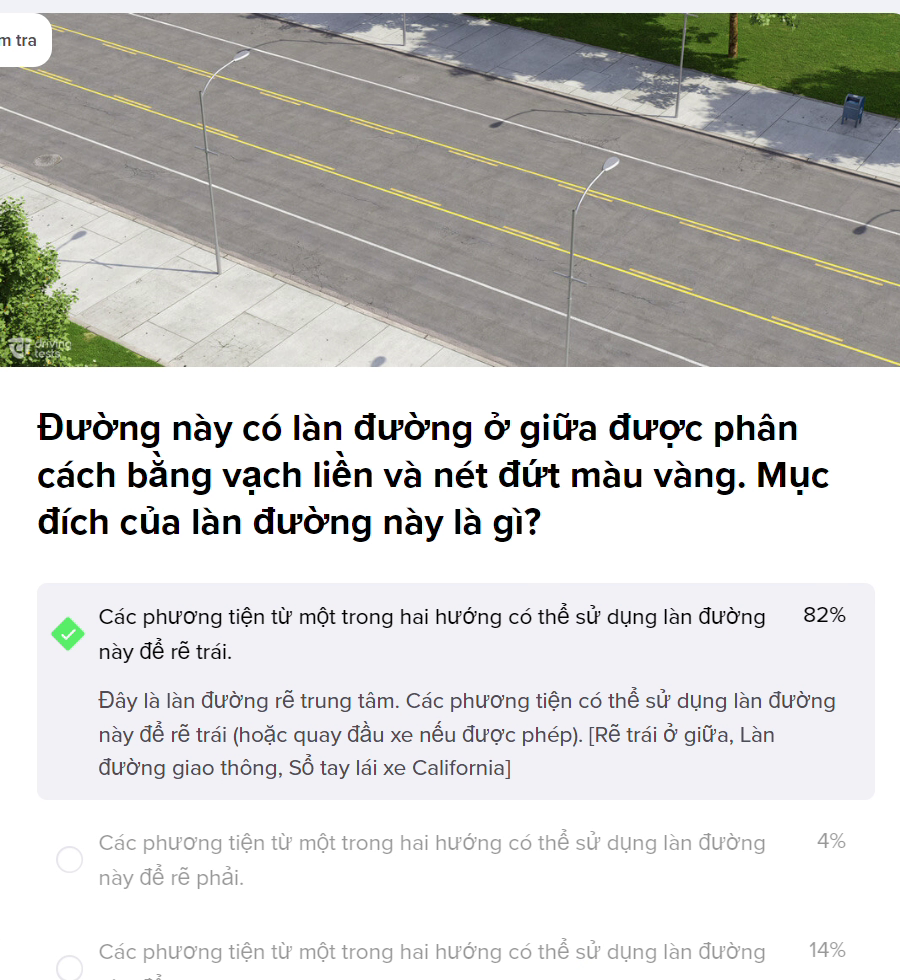 m tra
driving
tests
Đường này có làn đường ở giữa được phân
cách bằng vạch liền và nét đứt màu vàng. Mục
đích của làn đường này là gì?
Các phương tiện từ một trong hai hướng có thể sử dụng làn đường 82%
này để rẽ trái.
Đây là làn đường rẽ trung tâm. Các phương tiện có thể sử dụng làn đường
này để rẽ trái (hoặc quay đầu xe nếu được phép). [Rẽ trái ở giữa, Làn
đường giao thông, Sổ tay lái xe California]
Các phương tiện từ một trong hai hướng có thể sử dụng làn đường 4%
này để rẽ phải.
Các phương tiện từ một trong hai hướng có thể sử dụng làn đường 14%